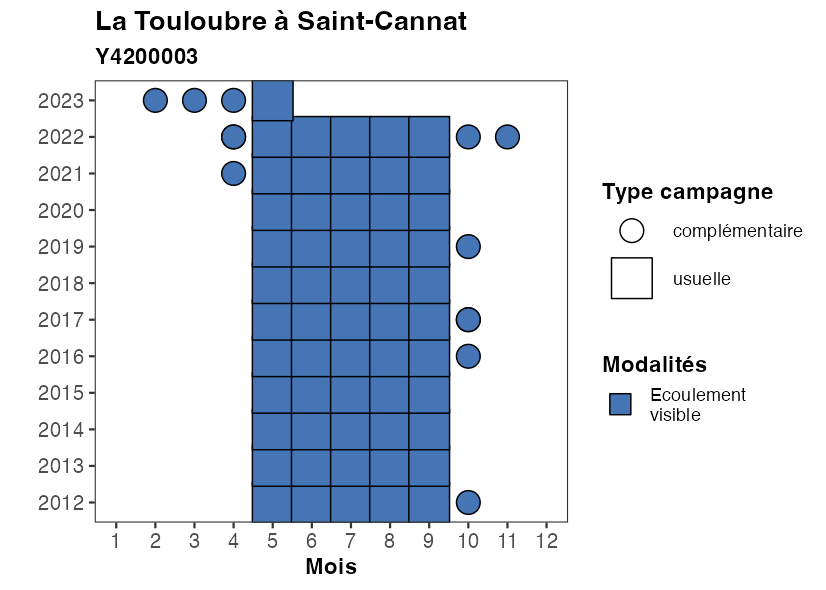 La Touloubre à Saint-Cannat
Y4200003
2023
2022
2021
2020
2019
2018
2017
2016
2015
2014
2013
2012
1 2 3 4 5 6 7 8 9 10 11 12
Mois
Type campagne
complémentaire
usuelle
Modalités
Ecoulement
visible